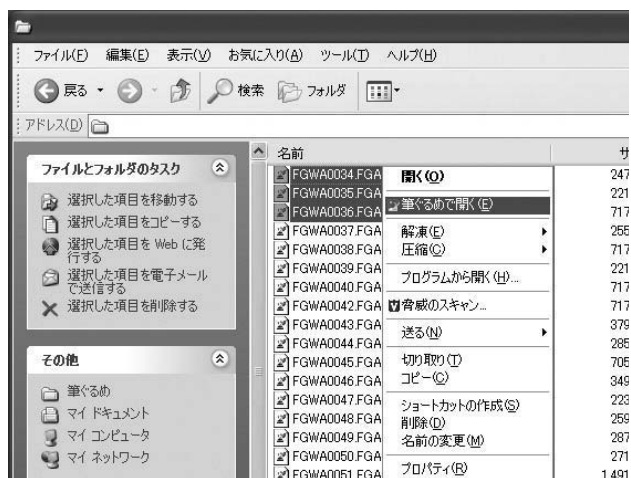 ファイル(F) 編集(E) 表示(V) お気に入り(A) ツール(T) ヘルプ(H)
戻る 検索 フォルダ
アドレス(D)
ファイルとフォルダのタスク
選択した項目を移動する
選択した項目をコピーする
選択した項目を Web に発
行する
選択した項目を電子メール
で送信する
選択した項目を削除する
その他
筆ぐるめ
マイ ドキュメント
マイ コンピュータ
マイ ネットワーク
名前 サ
FGWA0034.FGA 247
FGWA0035.FGA 221
FGWA0036.FGA 717
FGWA0037.FGA 255
FGWA0038.FGA 717
FGWA0039.FGA 221
FGWA0040.FGA 717
FGWA0042.FGA 717
FGWA0043.FGA 379
FGWA0044.FGA 285
FGWA0045.FGA 705
FGWA0046.FGA 349
FGWA0047.FGA 223
FGWA0048.FGA 259
FGWA0049.FGA 287
FGWA0050.FGA 271
FGWA0051.FGA 1,491
開く(O)
筆ぐるめで開く(E)
解凍(E)
圧縮(C)
プログラムから開く(H)...
脅威のスキャン...
送る(N)
切り取り(T)
コピー(C)
ショートカットの作成(S)
削除(D)
名前の変更(M)
プロパティ(R)